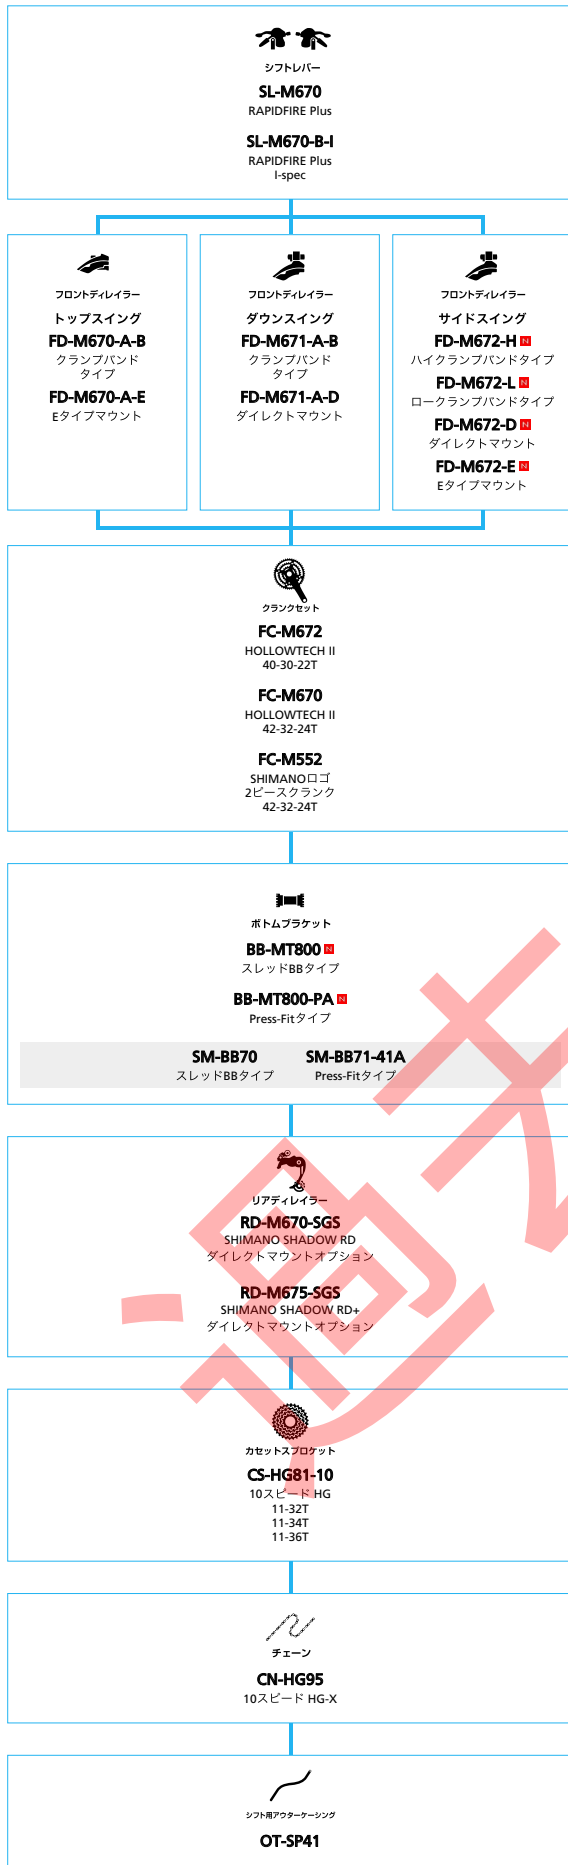 シフトレバー
SL-M670
RAPIDFIRE Plus
SL-M670-B-I
RAPIDFIRE Plus
I-spec
フロントディレイラー
トップスイング
FD-M670-A-B
クランプバンド
タイプ
FD-M670-A-E
Eタイプマウント
フロントディレイラー
ダウンスイング
FD-M671-A-B
クランプバンド
タイプ
FD-M671-A-D
ダイレクトマウント
フロントディレイラー
サイドスイング
FD-M672-H N
ハイクランプバンドタイプ
FD-M672-L N
ロークランプバンドタイプ
FD-M672-D N
ダイレクトマウント
FD-M672-E N
Eタイプマウント
クランクセット
FC-M672
HOLLOWTECH II
40-30-22T
FC-M670
HOLLOWTECH II
42-32-24T
FC-M552
SHIMANOロゴ
2ピースクランク
42-32-24T
ボトムブラケット
BB-MT800 N
スレッドBBタイプ
BB-MT800-PA N
Press-Fitタイプ
SM-BB70 SM-BB71-41A
スレッドBBタイプ Press-Fitタイプ
リアディレイラー
RD-M670-SGS
SHIMANO SHADOW RD
ダイレクトマウントオプション
RD-M675-SGS
SHIMANO SHADOW RD+
ダイレクトマウントオプション
カセットスプロケット
CS-HG81-10
10スピード HG
11-32T
11-34T
11-36T
チェーン
CN-HG95
10スピード HG-X
シフト用アウターケーシング
OT-SP41
過